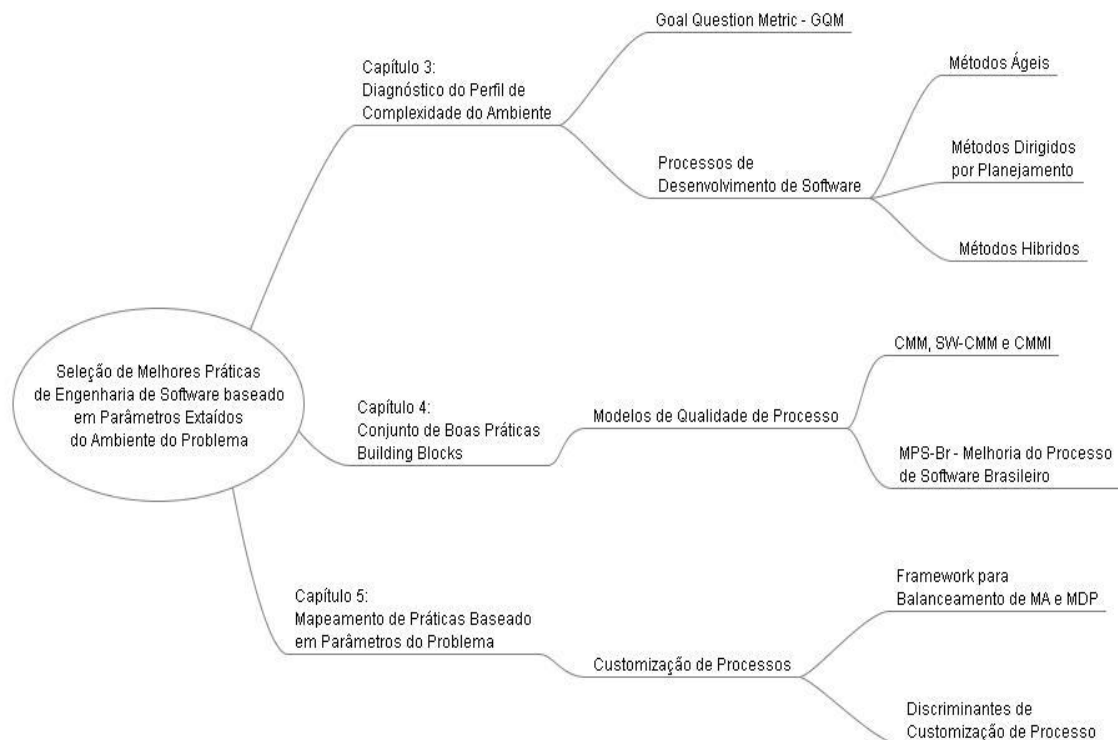 Seleção de Melhores Práticas
de Engenharia de Software baseado
em Parâmetros Extaídos
do Ambiente do Problema
Capítulo 3:
Diagnóstico do Perfil de
Complexidade do Ambiente
Goal Question Metric - GQM
Processos de
Desenvolvimento de Software
Métodos Ágeis
Métodos Dirigidos
por Planejamento
Métodos Hibridos
Capítulo 4:
Conjunto de Boas Práticas
Building Blocks
Modelos de Qualidade de Processo
CMM, SW-CMM e CMMI
MPS-Br - Melhoria do Processo
de Software Brasileiro
Capítulo 5:
Mapeamento de Práticas Baseado
em Parâmetros do Problema
Customização de Processos
Framework para
Balanceamento de MA e MDP
Discriminantes de
Customização de Processo